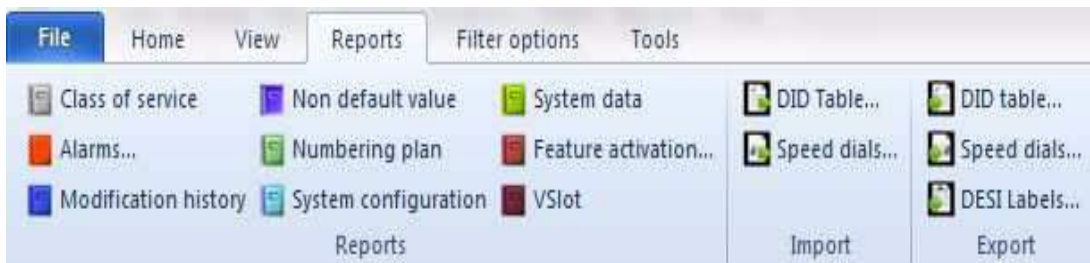 File Home View Reports Filter options Tools
Class of service Non default value System data DID Table... DID table...
Alarms... Numbering plan Feature activation... Speed dials... Speed dials...
Modification history System configuration VSlot DESI Labels...
Reports Import Export